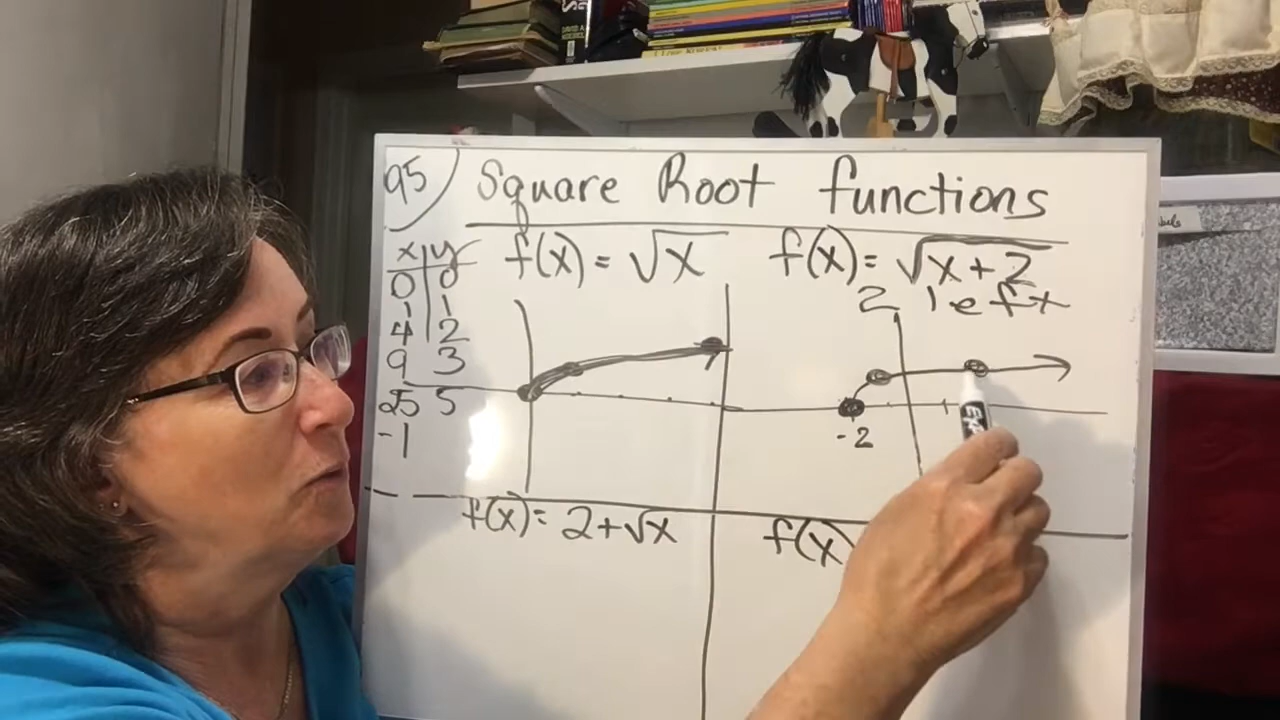 95) Square Root functions
f(x) = √x
f(x) = √x+2
2 left
x y
0 0
1 1
4 2
9 3
25 5
-1
-2
f(x) = 2+√x
f(x)